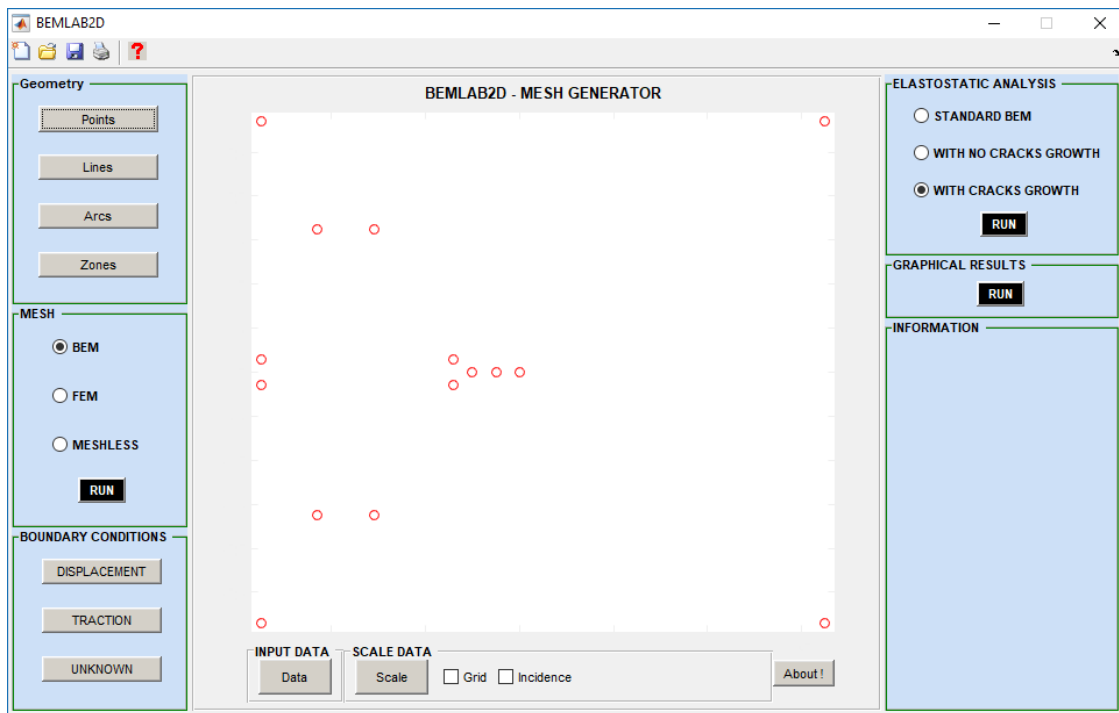 BEMLAB2D
?
Geometry
Points
Lines
Arcs
Zones
MESH
BEM
FEM
MESHLESS
RUN
BOUNDARY CONDITIONS
DISPLACEMENT
TRACTION
UNKNOWN
BEMLAB2D - MESH GENERATOR
INPUT DATA
Data
SCALE DATA
Scale
Grid
Incidence
About !
ELASTOSTATIC ANALYSIS
STANDARD BEM
WITH NO CRACKS GROWTH
WITH CRACKS GROWTH
RUN
GRAPHICAL RESULTS
RUN
INFORMATION